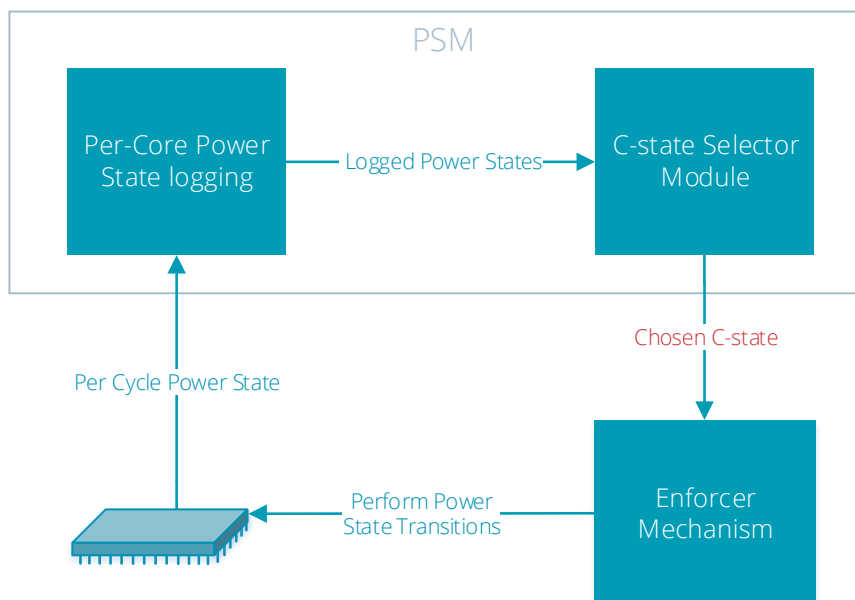 PSM
Per-Core Power
State logging
Logged Power States
C-state Selector
Module
Chosen C-state
Per Cycle Power State
Perform Power
State Transitions
Enforcer
Mechanism